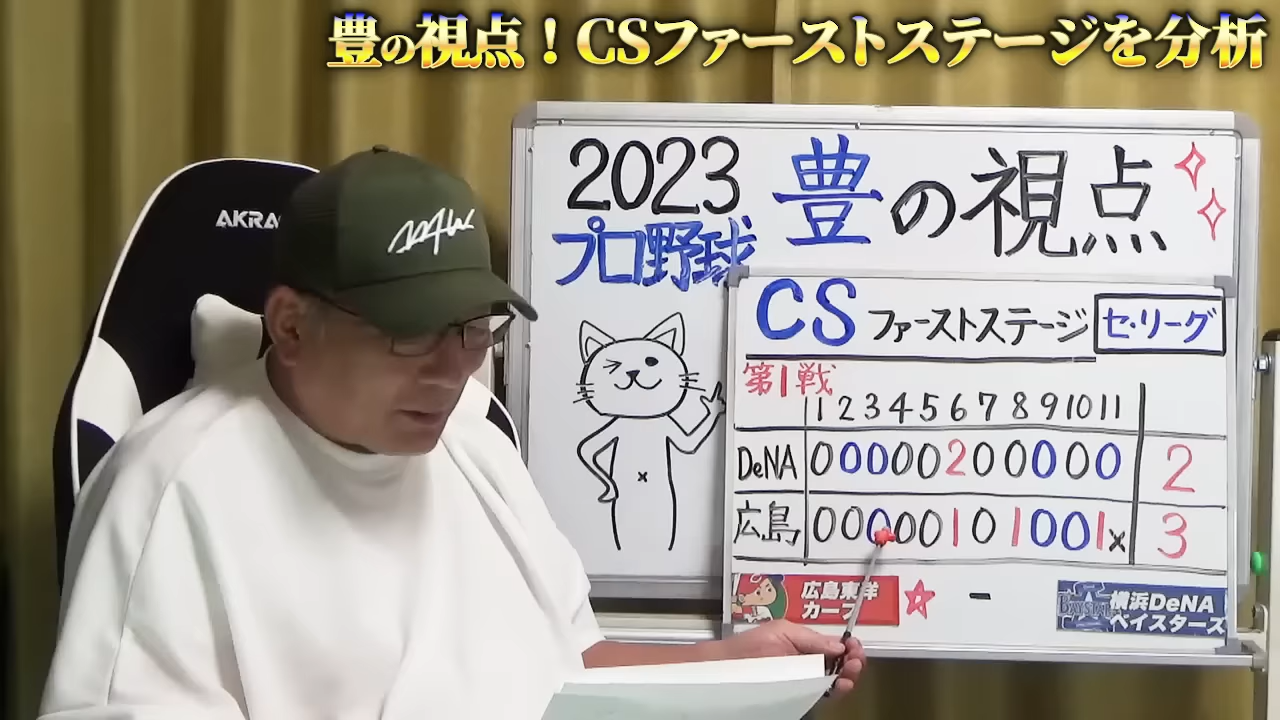 豊の視点！CSファーストステージを分析
2023
プロ野球
豊の視点
AKRA
CS ファーストステージ セ・リーグ
第1戦
1 2 3 4 5 6 7 8 9 10 11
DeNA 0 0 0 0 0 2 0 0 0 0 0 2
広島 0 0 0 0 0 1 0 1 0 0 1x 3
広島東洋
カープ
☆ -
横浜DeNA
ベイスターズ